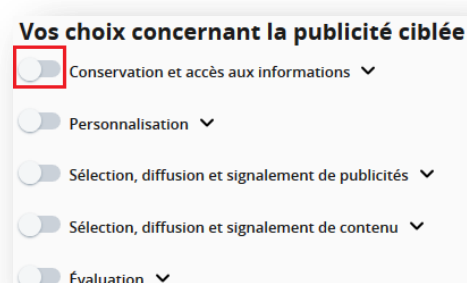 Vos choix concernant la publicité ciblée
Conservation et accès aux informations
Personnalisation
Sélection, diffusion et signalement de publicités
Sélection, diffusion et signalement de contenu
Évaluation